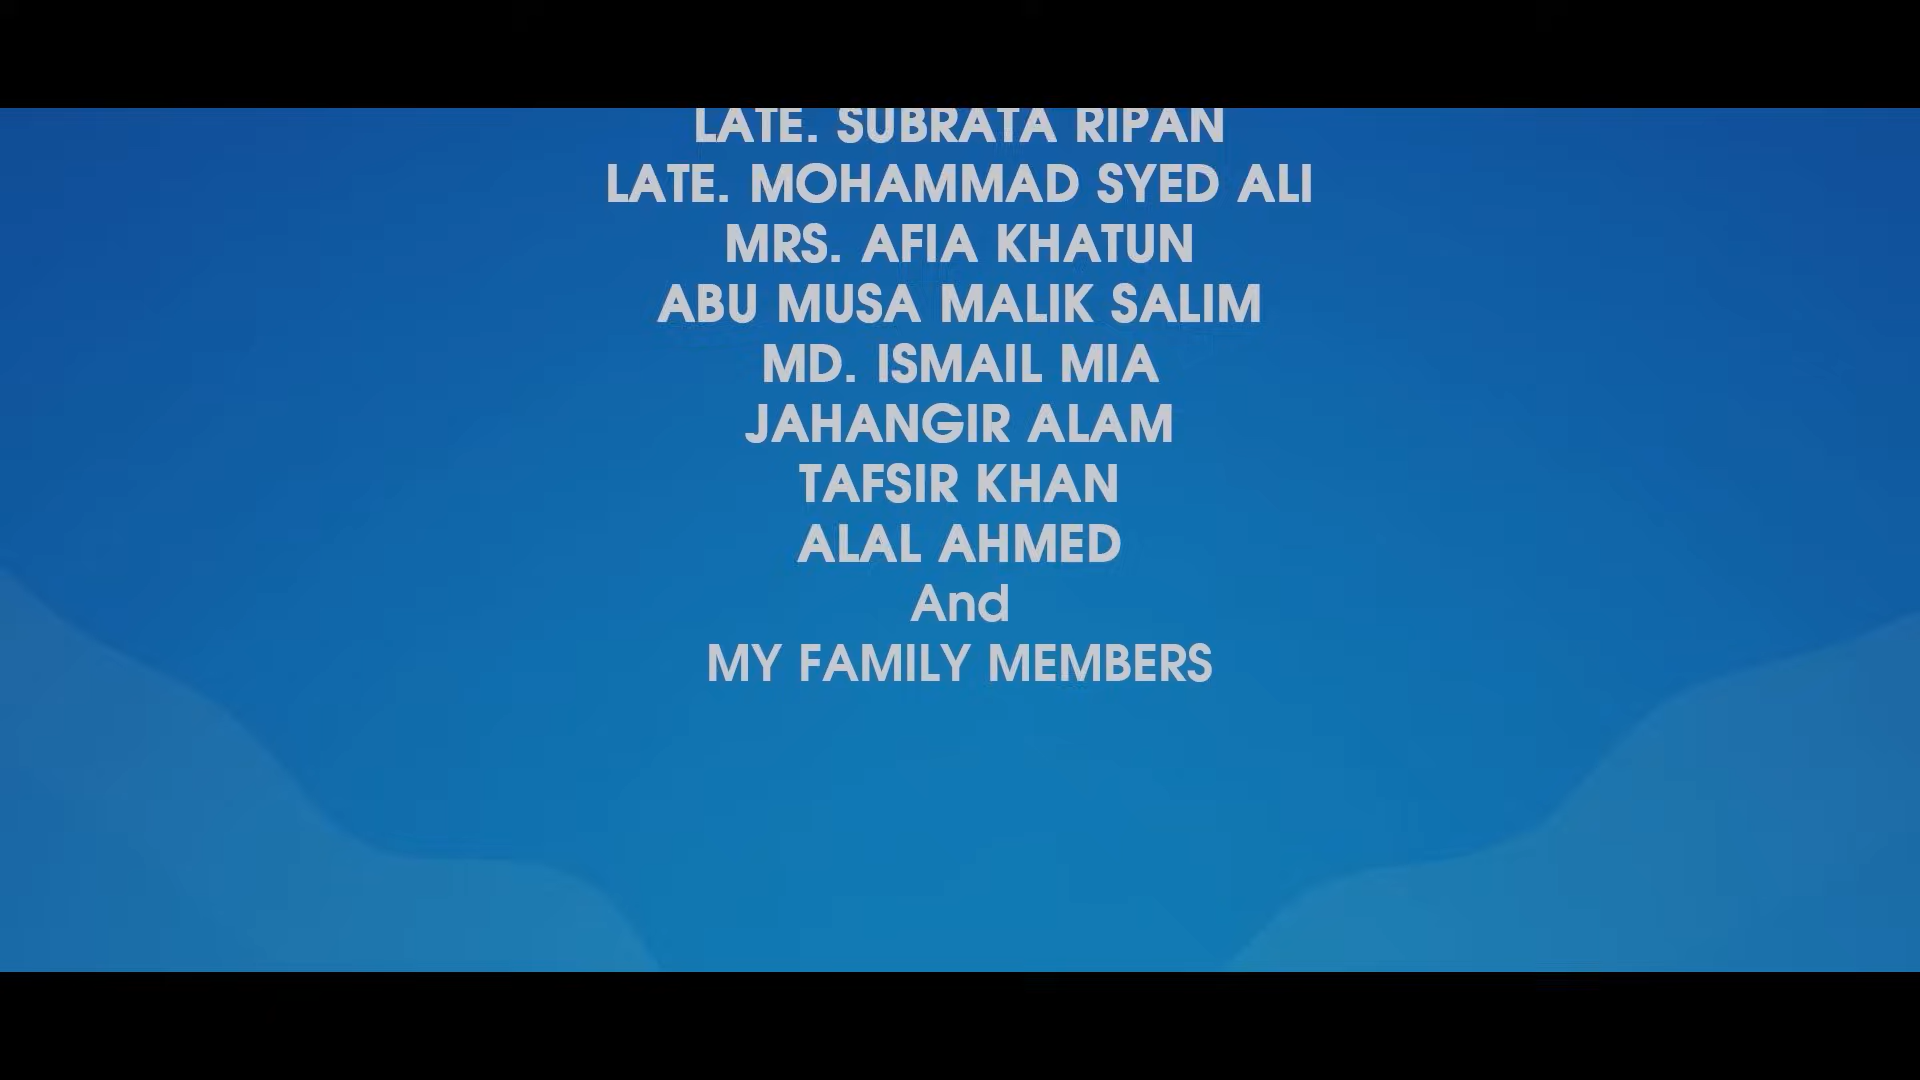 LATE. SUBRATA RIPAN
LATE. MOHAMMAD SYED ALI
MRS. AFIA KHATUN
ABU MUSA MALIK SALIM
MD. ISMAIL MIA
JAHANGIR ALAM
TAFSIR KHAN
ALAL AHMED
And
MY FAMILY MEMBERS